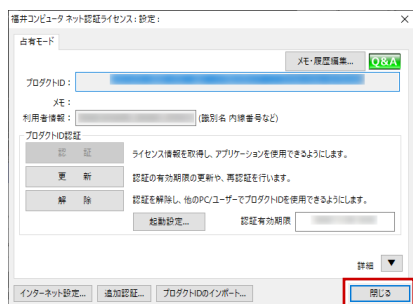 福井コンピュータ ネット認証ライセンス : 設定 :
占有モード
メモ・履歴編集... Q&A
プロダクトID :
メモ :
利用者情報 : (識別名 内線番号など)
プロダクトID認証
認 証 ライセンス情報を取得し、アプリケーションを使用できるようにします。
更 新 認証の有効期限の更新や、再認証を行います。
解 除 認証を解除し、他のPC/ユーザーでプロダクトIDを使用できるようにします。
起動設定... 認証有効期限
詳細 ▼
インターネット設定... 追加認証... プロダクトIDのインポート... 閉じる